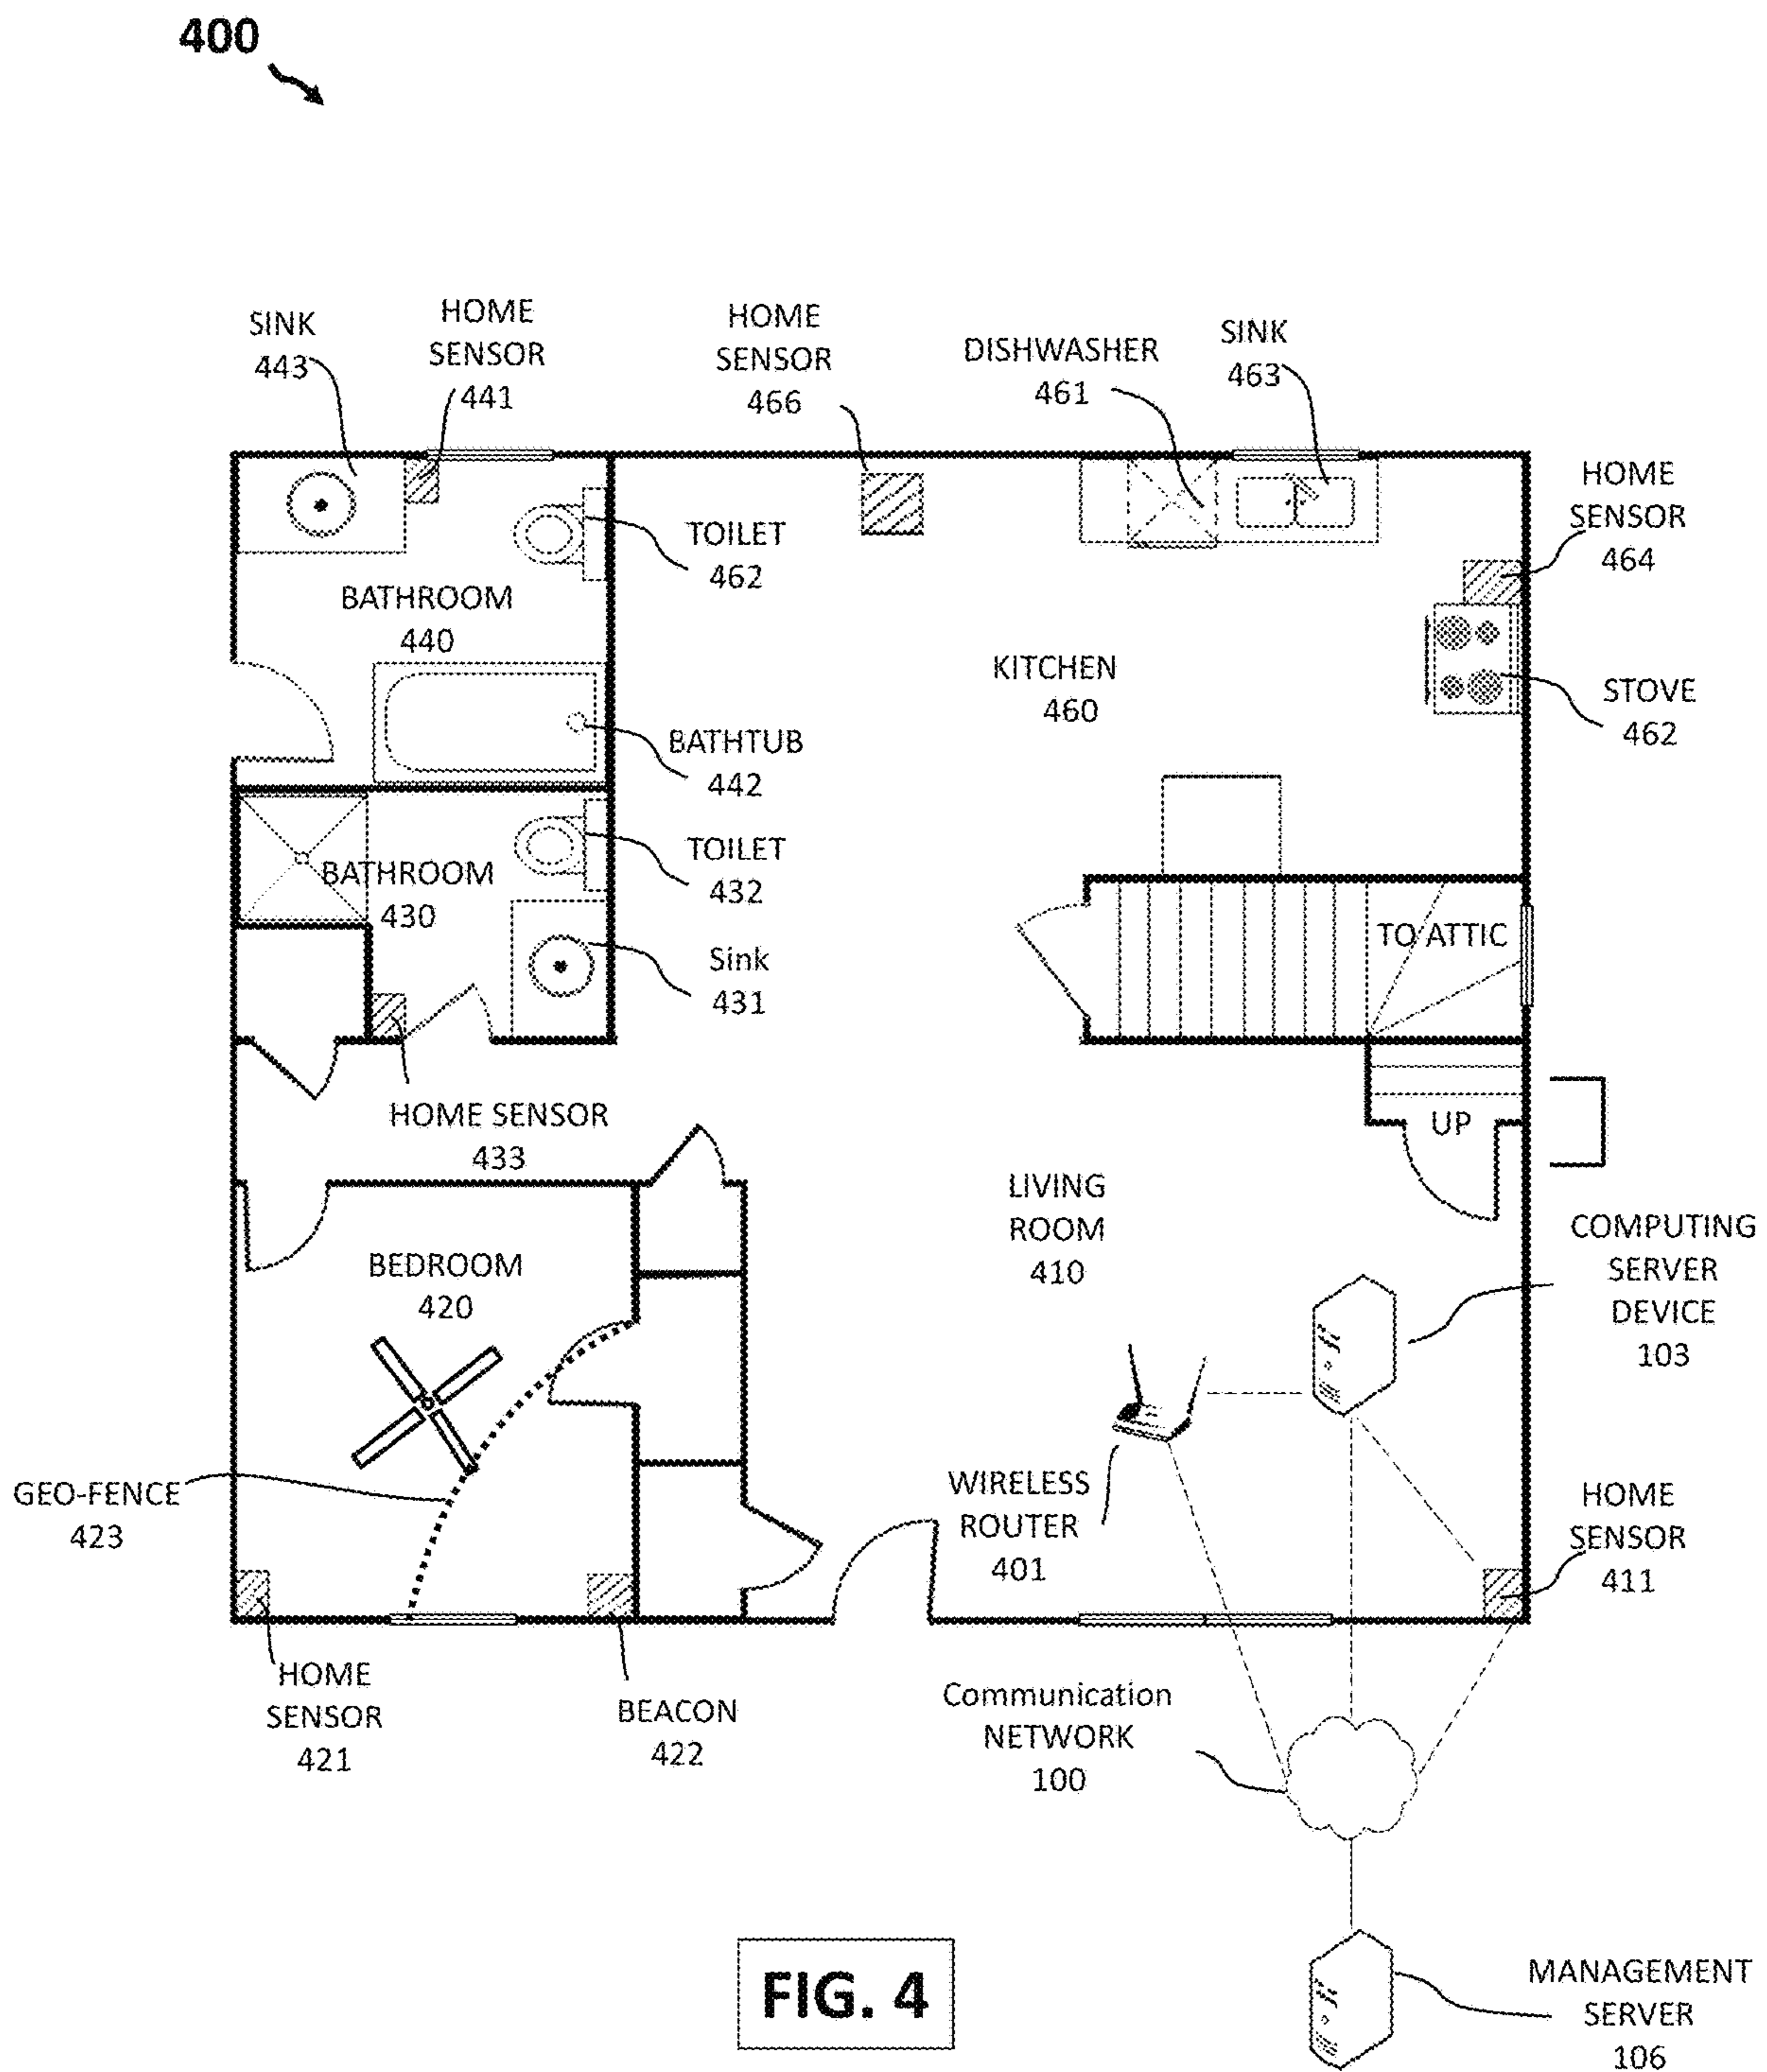 400
SINK
443
HOME
SENSOR
441
HOME
SENSOR
466
DISHWASHER
461
SINK
463
HOME
SENSOR
464
TOILET
462
BATHROOM
440
KITCHEN
460
STOVE
462
BATHTUB
442
TOILET
432
BATHROOM
430
Sink
431
TO ATTIC
HOME SENSOR
433
UP
LIVING
ROOM
410
COMPUTING
SERVER
DEVICE
103
BEDROOM
420
GEO-FENCE
423
WIRELESS
ROUTER
401
HOME
SENSOR
411
HOME
SENSOR
421
BEACON
422
Communication
NETWORK
100
FIG. 4
MANAGEMENT
SERVER
106